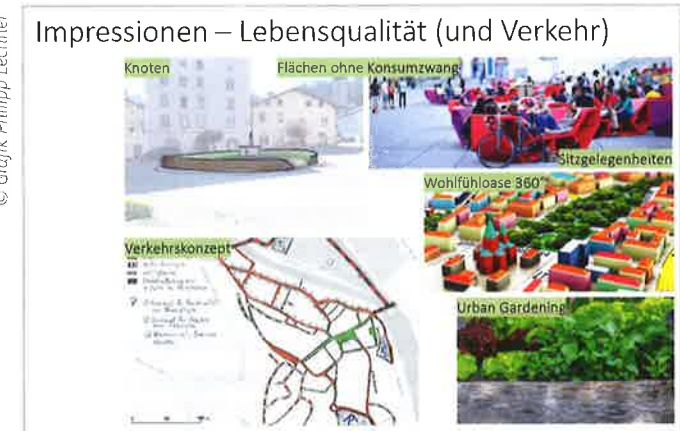 © Grafik Philipp Lechner
Impressionen – Lebensqualität (und Verkehr)
Knoten
Flächen ohne Konsumzwang
Sitzgelegenheiten
Wohlfühloase 360°
Verkehrskonzept
Urban Gardening